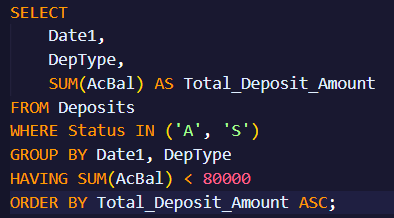 SELECT
    Date1,
    DepType,
    SUM(AcBal) AS Total_Deposit_Amount
FROM Deposits
WHERE Status IN ('A', 'S')
GROUP BY Date1, DepType
HAVING SUM(AcBal) < 80000
ORDER BY Total_Deposit_Amount ASC;